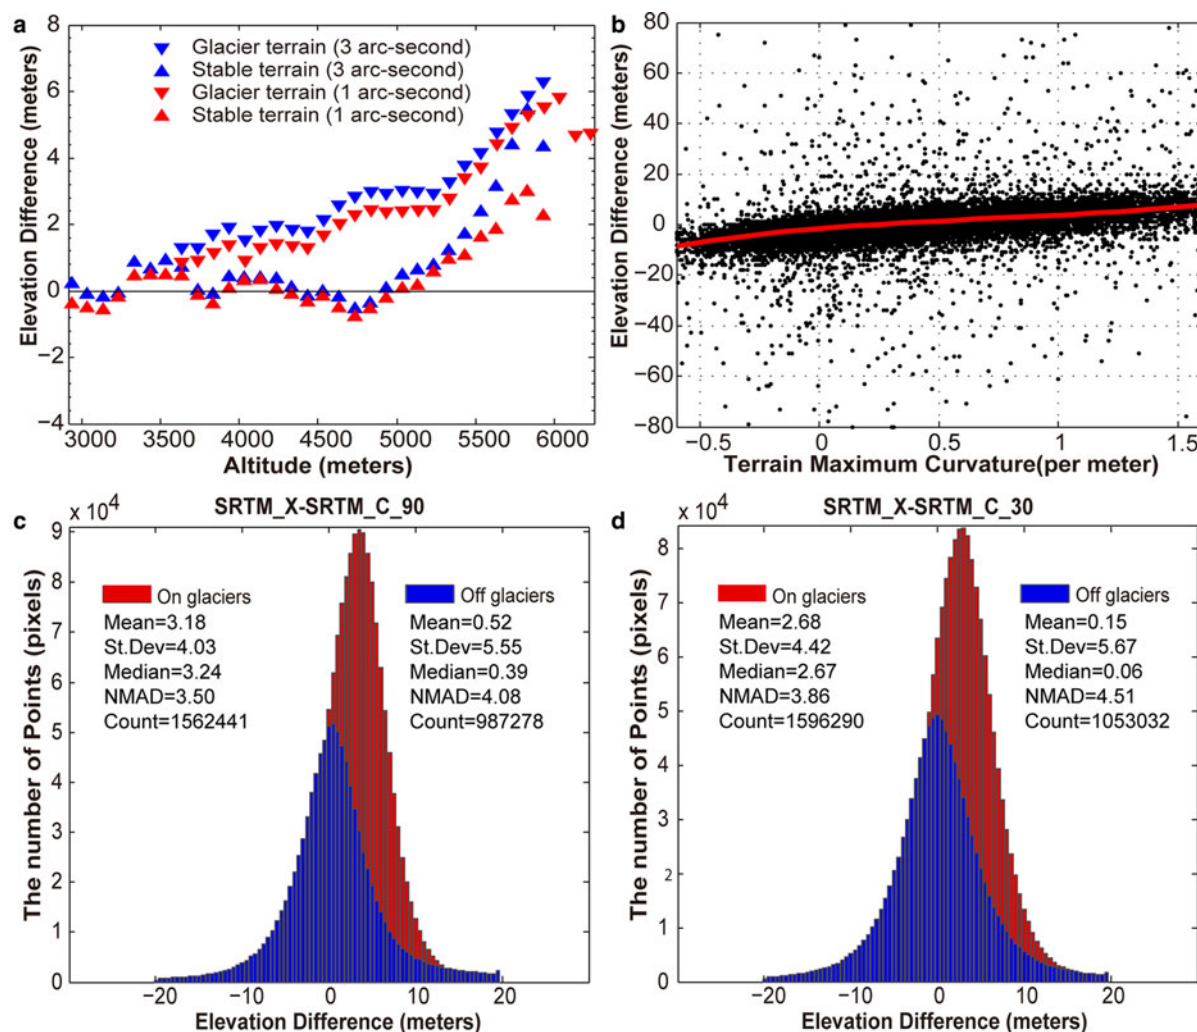 a
8
6
4
2
0
−2
−4
Elevation Difference (meters)
Glacier terrain (3 arc-second)
Stable terrain (3 arc-second)
Glacier terrain (1 arc-second)
Stable terrain (1 arc-second)
3000 3500 4000 4500 5000 5500 6000
Altitude (meters)
b
80
60
40
20
0
−20
−40
−60
−80
Elevation Difference (meters)
−0.5 0 0.5 1 1.5
Terrain Maximum Curvature(per meter)
c
x 10⁴
SRTM_X-SRTM_C_90
9
8
7
6
5
4
3
2
1
0
The number of Points (pixels)
On glaciers
Mean=3.18
St.Dev=4.03
Median=3.24
NMAD=3.50
Count=1562441
Off glaciers
Mean=0.52
St.Dev=5.55
Median=0.39
NMAD=4.08
Count=987278
−20 −10 0 10 20
Elevation Difference (meters)
d
x 10⁴
SRTM_X-SRTM_C_30
8
7
6
5
4
3
2
1
0
The number of Points (pixels)
On glaciers
Mean=2.68
St.Dev=4.42
Median=2.67
NMAD=3.86
Count=1596290
Off glaciers
Mean=0.15
St.Dev=5.67
Median=0.06
NMAD=4.51
Count=1053032
−20 −10 0 10 20
Elevation Difference (meters)